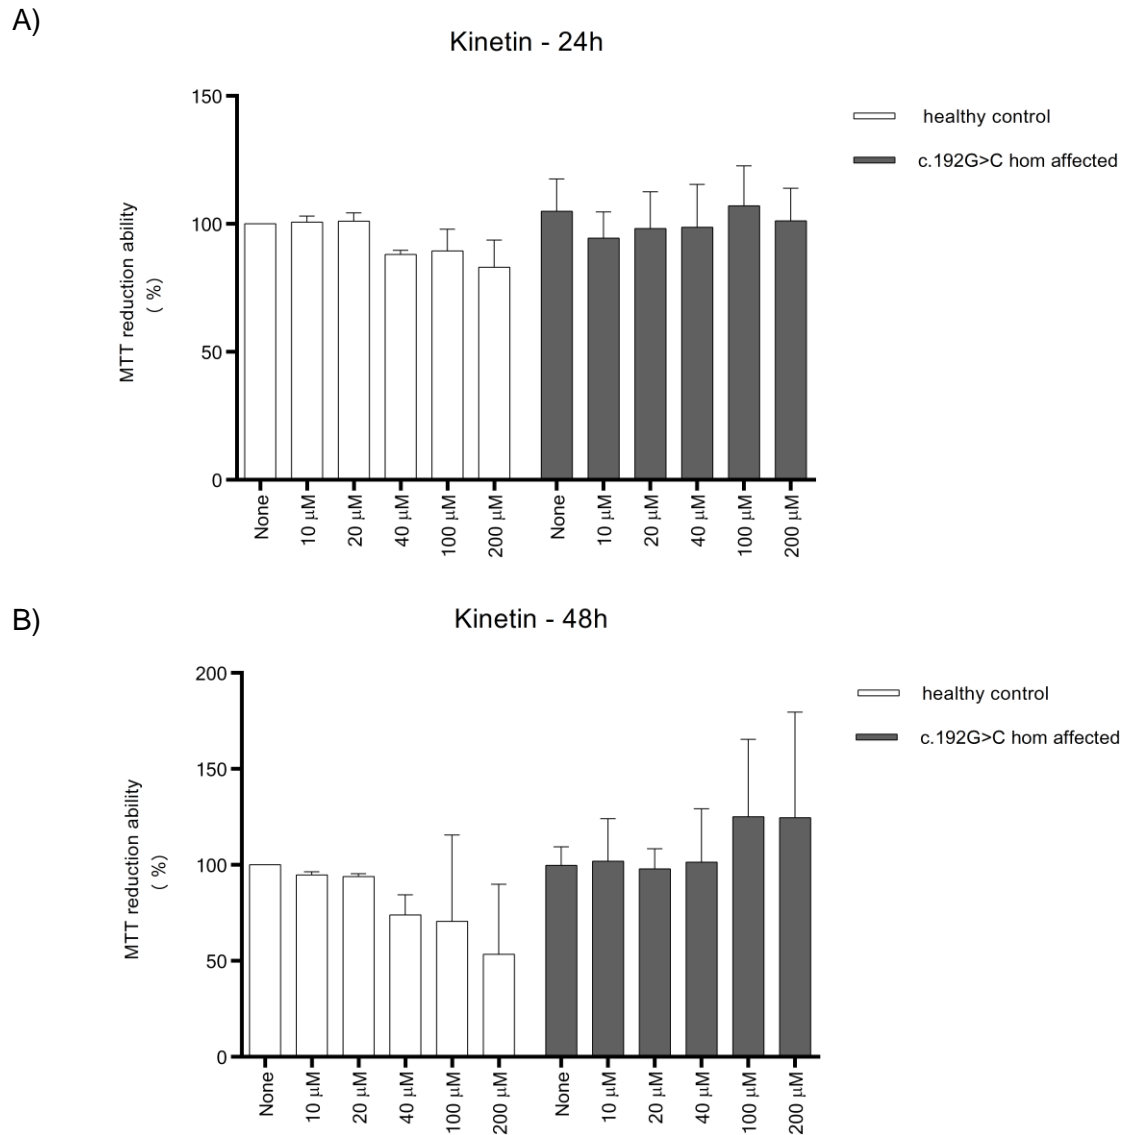 A)
Kinetin - 24h
150
100
50
0
MTT reduction ability
( %)
healthy control
c.192G>C hom affected
None
10 μM
20 μM
40 μM
100 μM
200 μM
None
10 μM
20 μM
40 μM
100 μM
200 μM
B)
Kinetin - 48h
200
150
100
50
0
MTT reduction ability
( %)
healthy control
c.192G>C hom affected
None
10 μM
20 μM
40 μM
100 μM
200 μM
None
10 μM
20 μM
40 μM
100 μM
200 μM